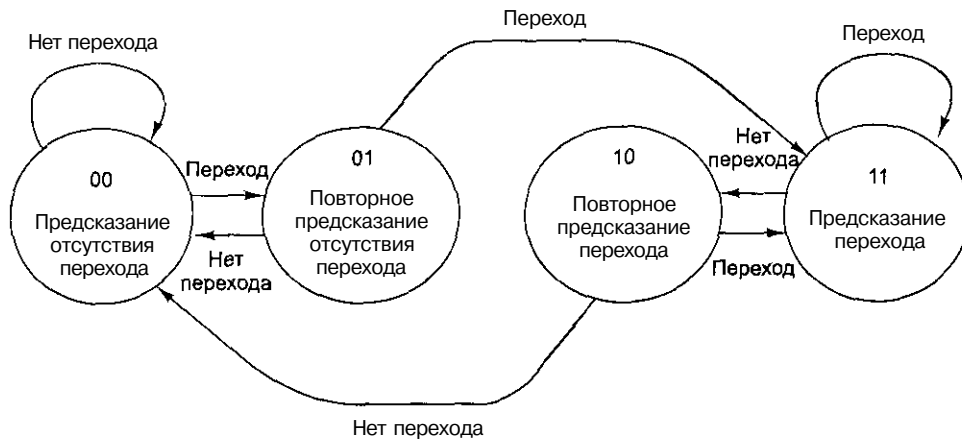 Переход
Нет перехода
Переход
00
Предсказание
отсутствия
перехода
Переход
Нет
перехода
01
Повторное
предсказание
отсутствия
перехода
10
Повторное
предсказание
перехода
Нет
перехода
Переход
11
Предсказание
перехода
Нет перехода